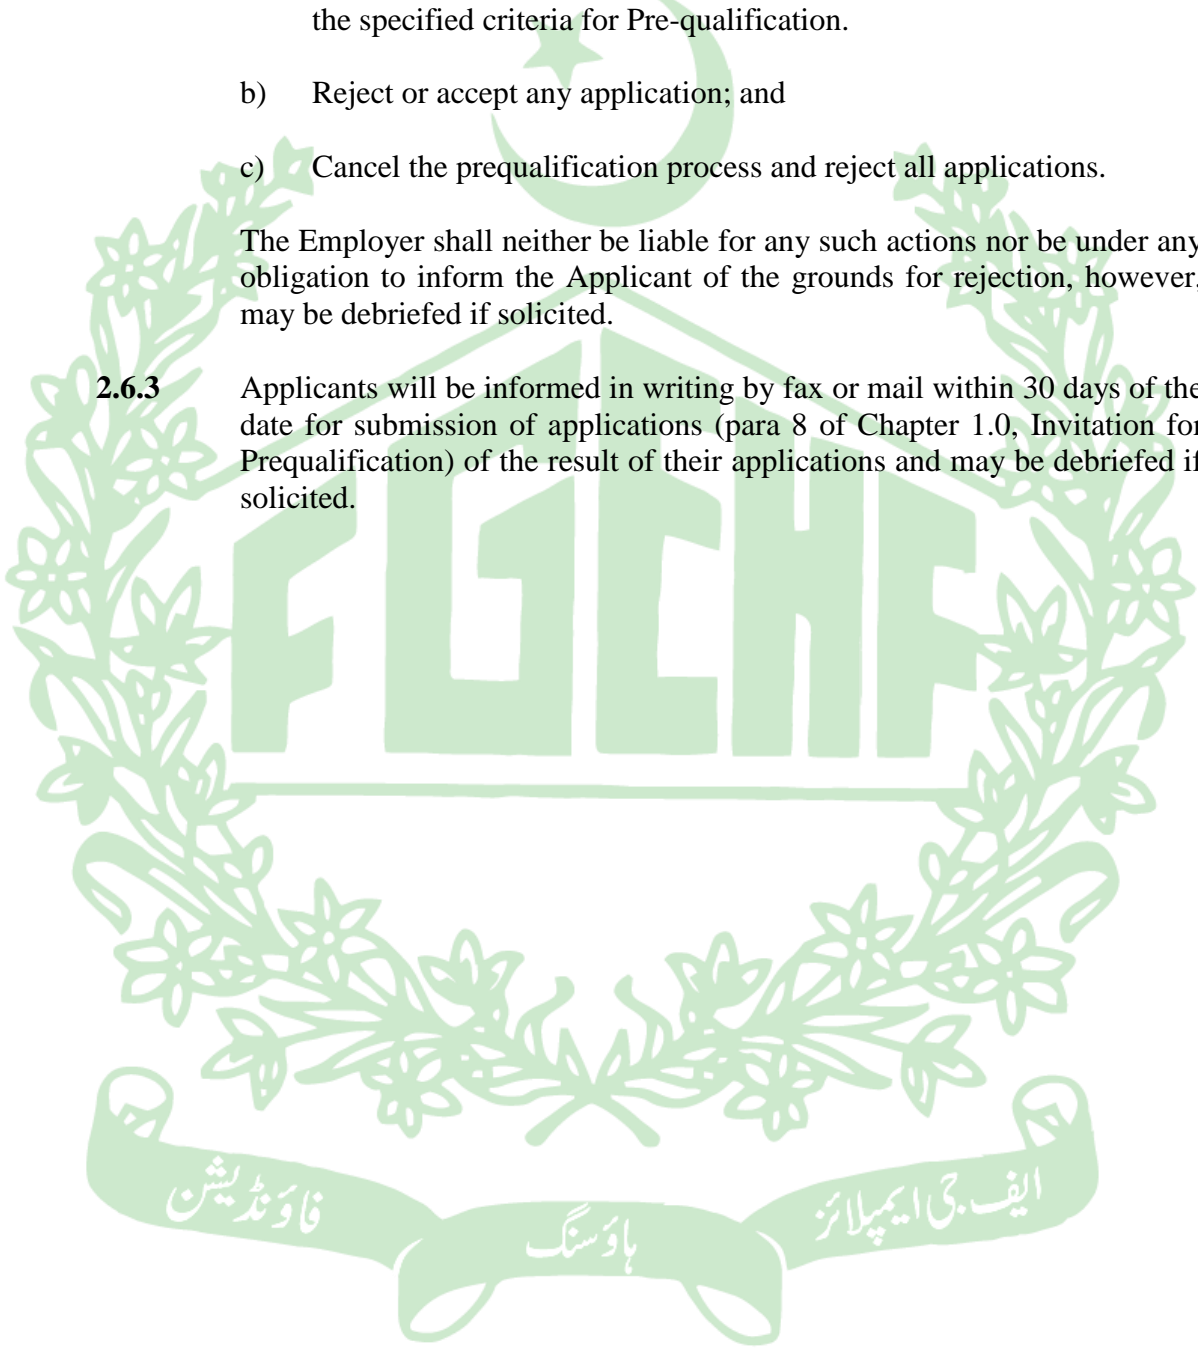 the specified criteria for Pre-qualification.
b) Reject or accept any application; and
c) Cancel the prequalification process and reject all applications.
The Employer shall neither be liable for any such actions nor be under any
obligation to inform the Applicant of the grounds for rejection, however,
may be debriefed if solicited.
2.6.3 Applicants will be informed in writing by fax or mail within 30 days of the
date for submission of applications (para 8 of Chapter 1.0, Invitation for
Prequalification) of the result of their applications and may be debriefed if
solicited.
FGEHF
ایف جی ایمپلائز ہاؤسنگ فاؤنڈیشن